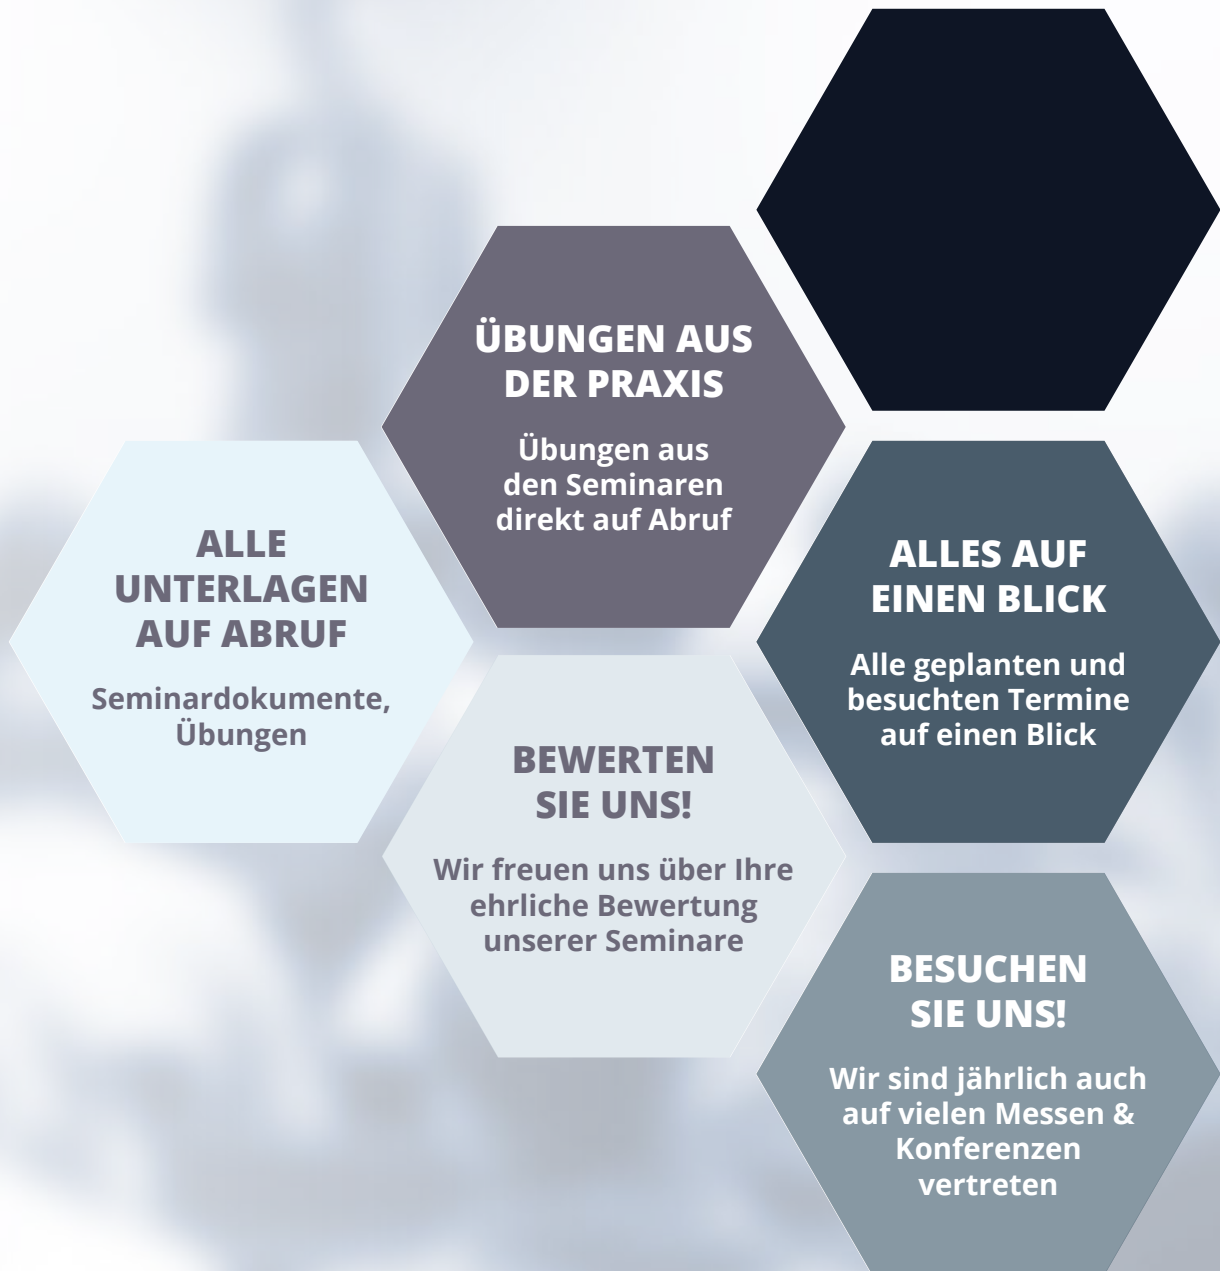 ÜBUNGEN AUS
DER PRAXIS
Übungen aus
den Seminaren
direkt auf Abruf
ALLE
UNTERLAGEN
AUF ABRUF
Seminardokumente,
Übungen
ALLES AUF
EINEN BLICK
Alle geplanten und
besuchten Termine
auf einen Blick
BEWERTEN
SIE UNS!
Wir freuen uns über Ihre
ehrliche Bewertung
unserer Seminare
BESUCHEN
SIE UNS!
Wir sind jährlich auch
auf vielen Messen &
Konferenzen
vertreten